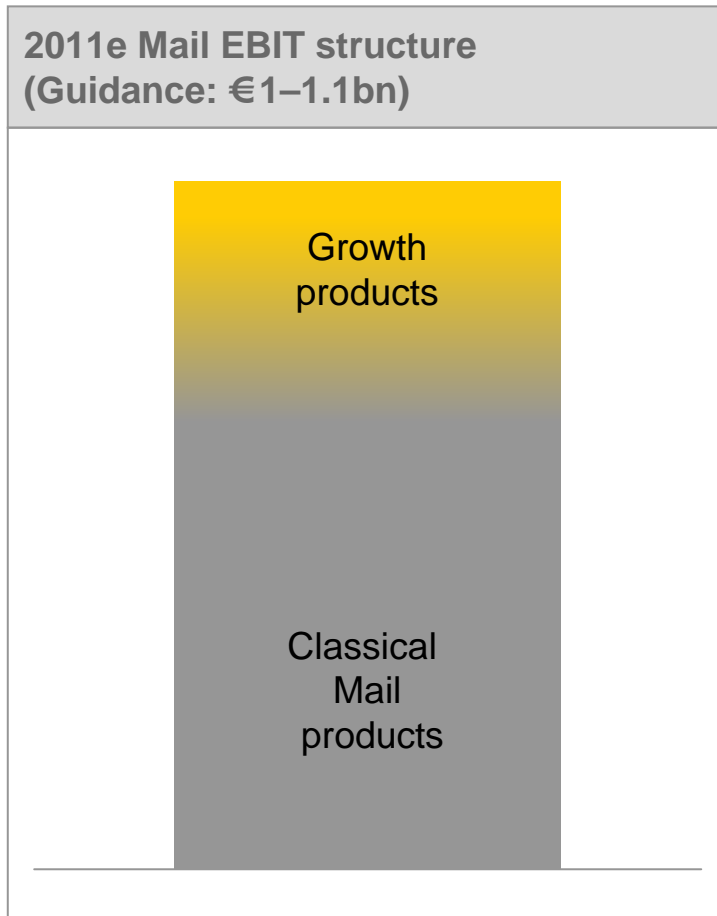 2011e Mail EBIT structure
(Guidance: €1–1.1bn)
Growth
products
Classical
Mail
products